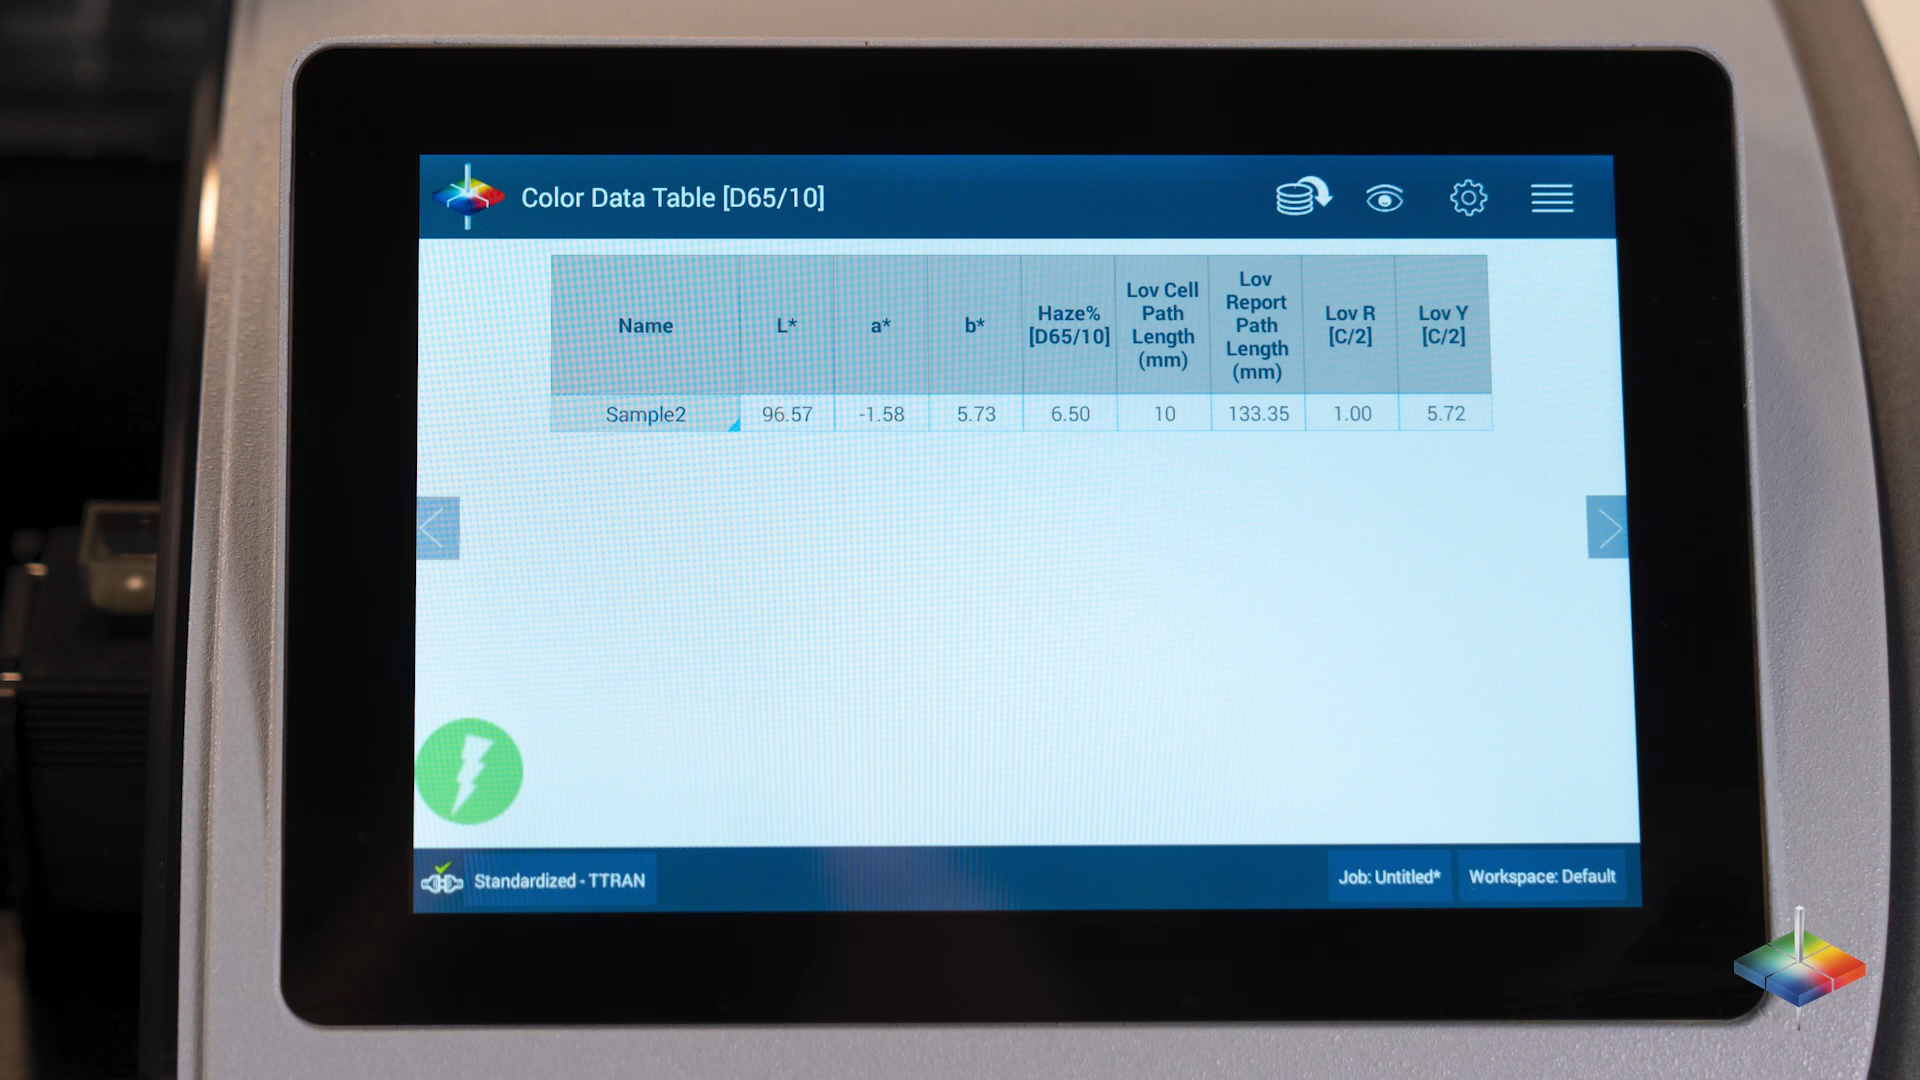 Color Data Table [D65/10]
Name
L*
a*
b*
Haze%
[D65/10]
Lov Cell
Path
Length
(mm)
Lov
Report
Path
Length
(mm)
Lov R
[C/2]
Lov Y
[C/2]
Sample2
96.57
-1.58
5.73
6.50
10
133.35
1.00
5.72
Standardized - TTRAN
Job: Untitled*
Workspace: Default